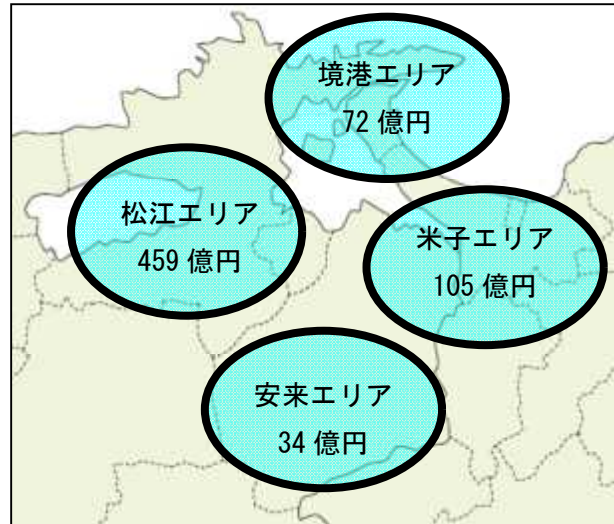 境港エリア
72 億円
松江エリア
459 億円
米子エリア
105 億円
安来エリア
34 億円